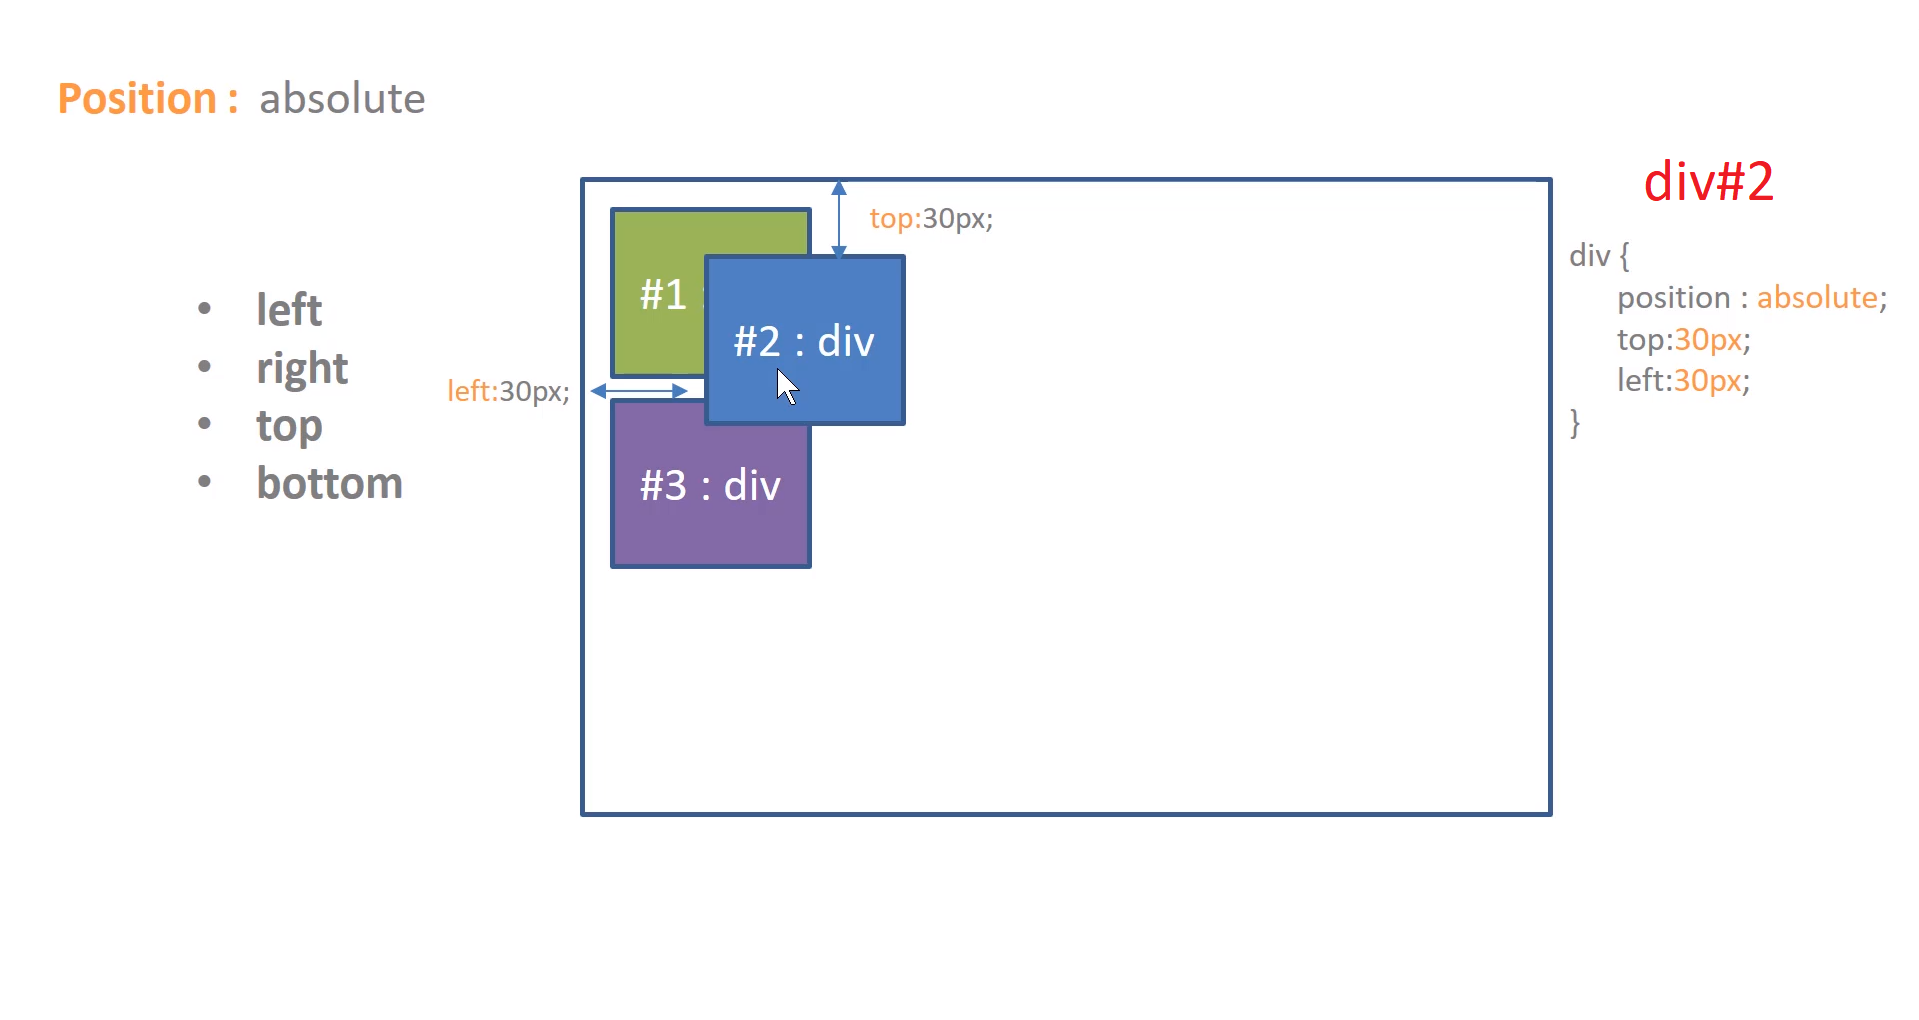 Position : absolute
left
right
top
bottom
top:30px;
left:30px;
#1 :
#2 : div
#3 : div
div#2
div {
position : absolute;
top:30px;
left:30px;
}